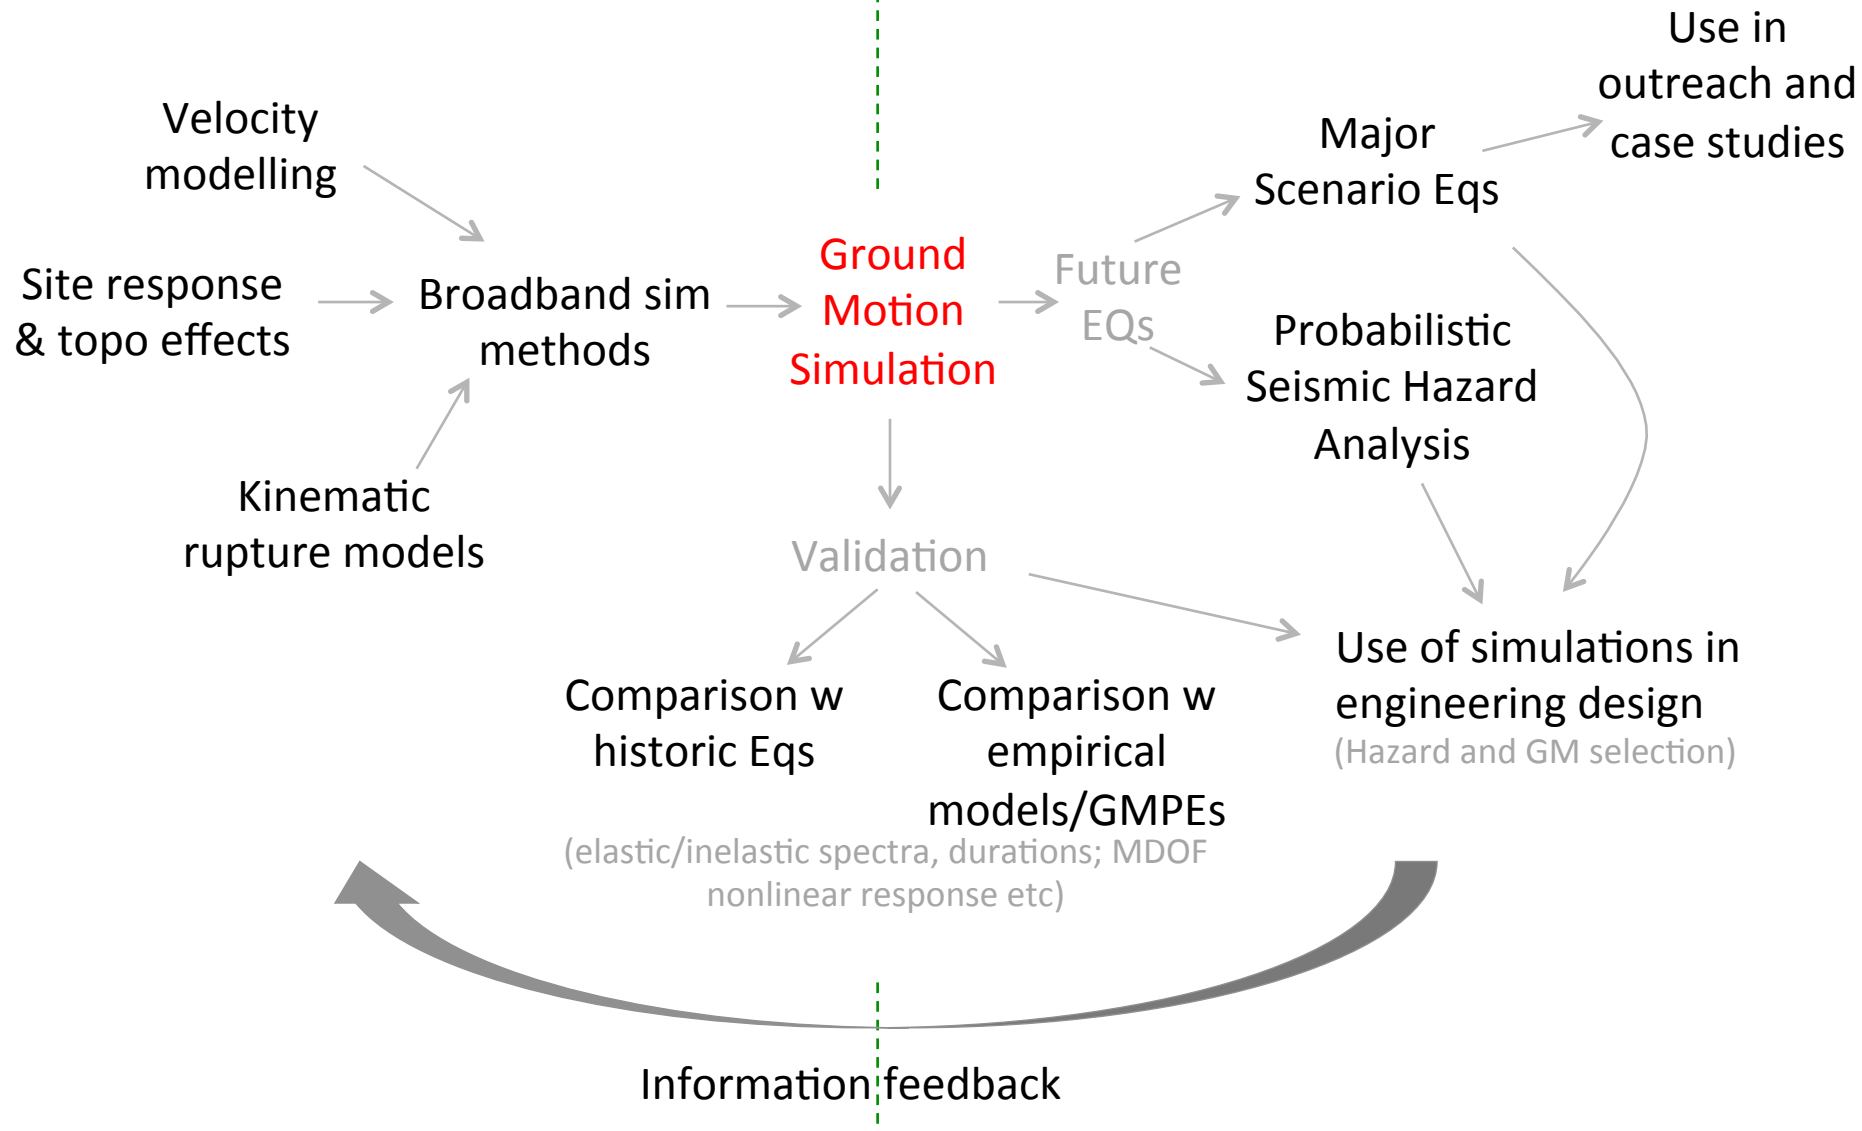 Velocity
modelling
Site response
& topo effects
Kinematic
rupture models
Broadband sim
methods
Ground
Motion
Simulation
Future
EQs
Major
Scenario Eqs
Use in
outreach and
case studies
Probabilistic
Seismic Hazard
Analysis
Validation
Comparison w
historic Eqs
Comparison w
empirical
models/GMPEs
(elastic/inelastic spectra, durations; MDOF
nonlinear response etc)
Use of simulations in
engineering design
(Hazard and GM selection)
Information feedback